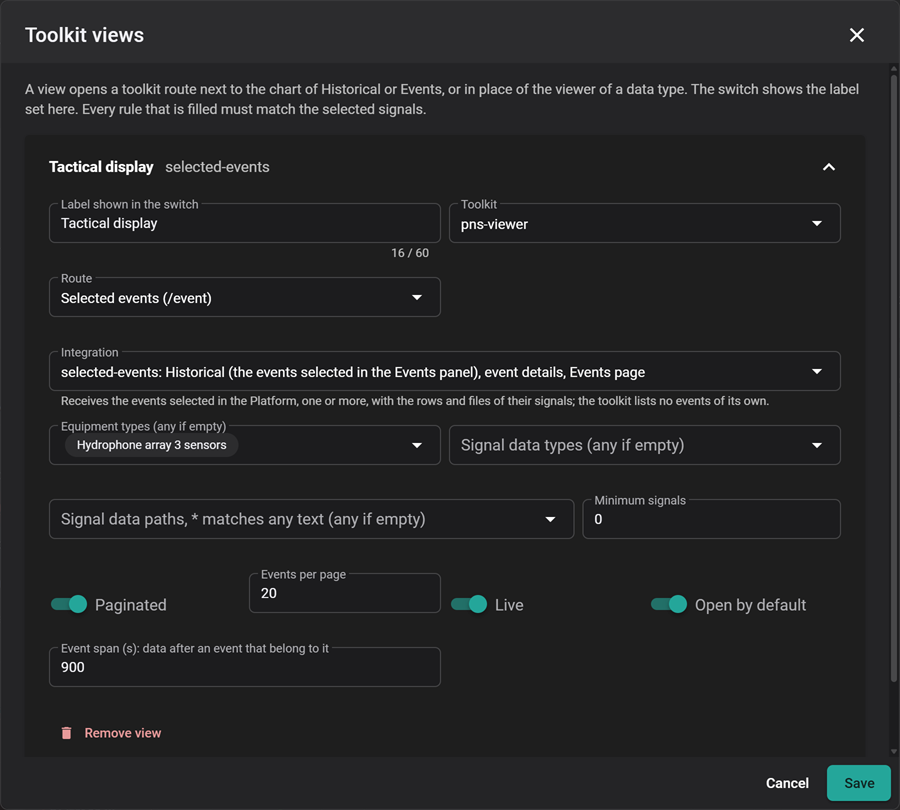 Toolkit views
A view opens a toolkit route next to the chart of Historical or Events, or in place of the viewer of a data type. The switch shows the label
set here. Every rule that is filled must match the selected signals.
Tactical display selected-events
Label shown in the switch
Tactical display
16 / 60
Toolkit
pns-viewer
Route
Selected events (/event)
Integration
selected-events: Historical (the events selected in the Events panel), event details, Events page
Receives the events selected in the Platform, one or more, with the rows and files of their signals; the toolkit lists no events of its own.
Equipment types (any if empty)
Hydrophone array 3 sensors
Signal data types (any if empty)
Signal data paths, * matches any text (any if empty)
Minimum signals
0
Paginated
Events per page
20
Live
Open by default
Event span (s): data after an event that belong to it
900
Remove view
Cancel
Save